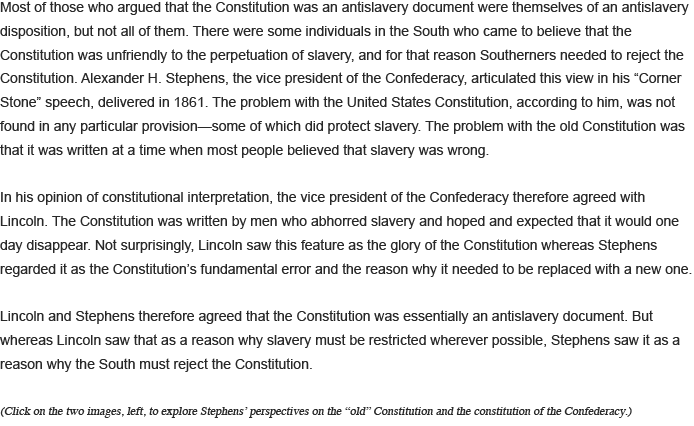 Most of those who argued that the Constitution was an antislavery document were themselves of an antislavery
disposition, but not all of them. There were some individuals in the South who came to believe that the
Constitution was unfriendly to the perpetuation of slavery, and for that reason Southerners needed to reject the
Constitution. Alexander H. Stephens, the vice president of the Confederacy, articulated this view in his “Corner
Stone” speech, delivered in 1861. The problem with the United States Constitution, according to him, was not
found in any particular provision—some of which did protect slavery. The problem with the old Constitution was
that it was written at a time when most people believed that slavery was wrong.
In his opinion of constitutional interpretation, the vice president of the Confederacy therefore agreed with
Lincoln. The Constitution was written by men who abhorred slavery and hoped and expected that it would one
day disappear. Not surprisingly, Lincoln saw this feature as the glory of the Constitution whereas Stephens
regarded it as the Constitution’s fundamental error and the reason why it needed to be replaced with a new one.
Lincoln and Stephens therefore agreed that the Constitution was essentially an antislavery document. But
whereas Lincoln saw that as a reason why slavery must be restricted wherever possible, Stephens saw it as a
reason why the South must reject the Constitution.
(Click on the two images, left, to explore Stephens’ perspectives on the “old” Constitution and the constitution of the Confederacy.)